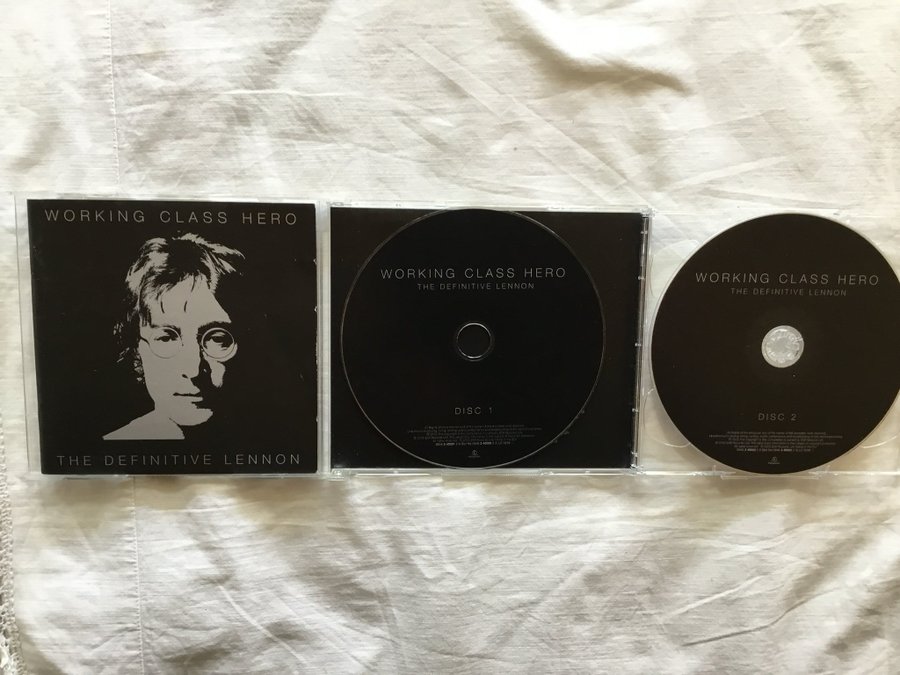 WORKING CLASS HERO
THE DEFINITIVE LENNON
WORKING CLASS HERO
THE DEFINITIVE LENNON
DISC 1
WORKING CLASS HERO
THE DEFINITIVE LENNON
DISC 2